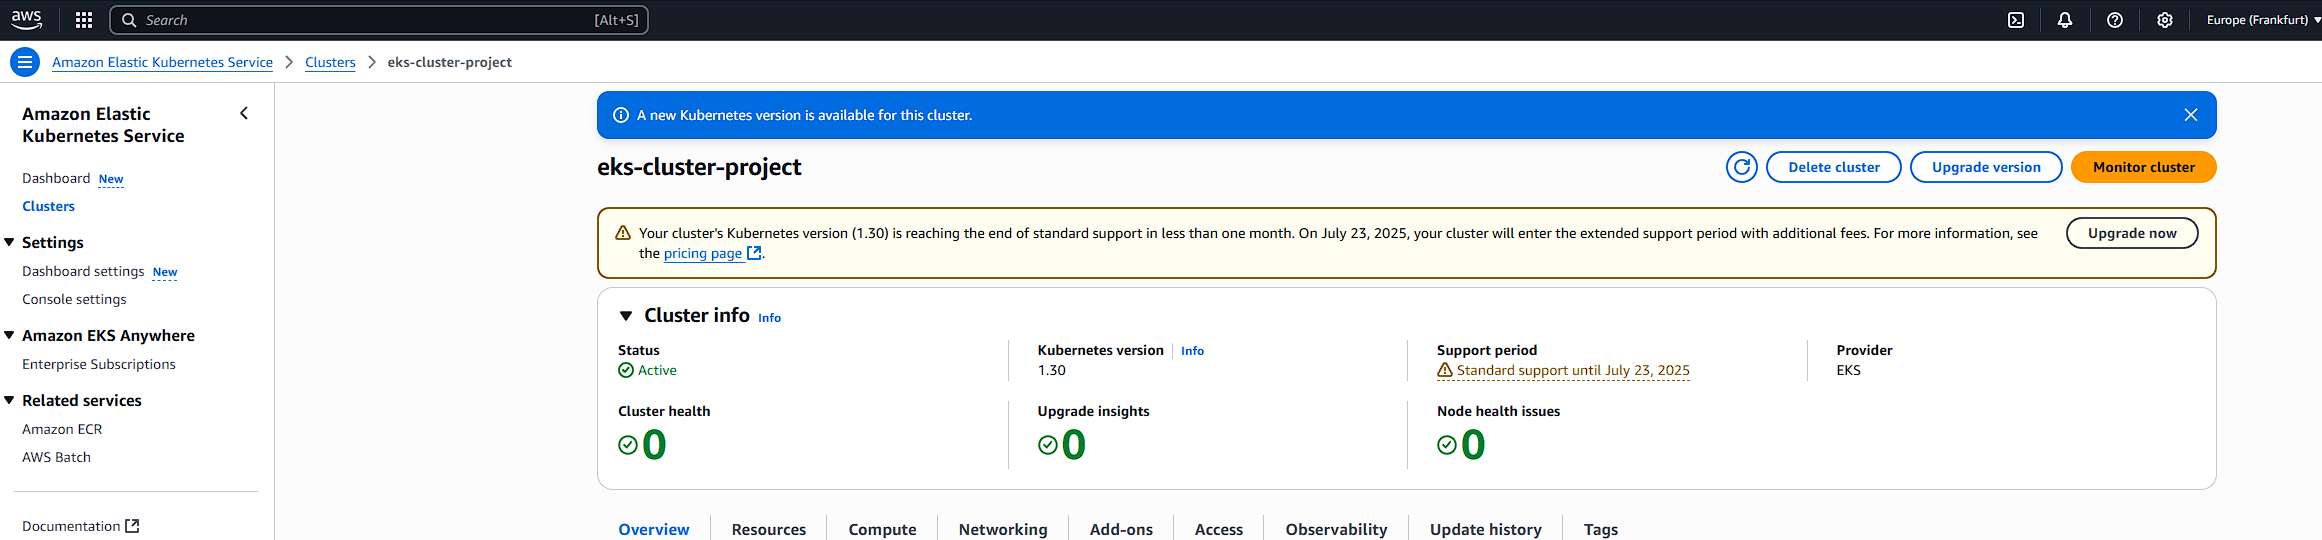 aws
Search [Alt+S]
Europe (Frankfurt)
Amazon Elastic Kubernetes Service > Clusters > eks-cluster-project
Amazon Elastic
Kubernetes Service
Dashboard New
Clusters
Settings
Dashboard settings New
Console settings
Amazon EKS Anywhere
Enterprise Subscriptions
Related services
Amazon ECR
AWS Batch
Documentation
A new Kubernetes version is available for this cluster.
eks-cluster-project
Delete cluster
Upgrade version
Monitor cluster
Your cluster's Kubernetes version (1.30) is reaching the end of standard support in less than one month. On July 23, 2025, your cluster will enter the extended support period with additional fees. For more information, see
the pricing page.
Upgrade now
Cluster info Info
Status
Active
Kubernetes version Info
1.30
Support period
Standard support until July 23, 2025
Provider
EKS
Cluster health
0
Upgrade insights
0
Node health issues
0
Overview
Resources
Compute
Networking
Add-ons
Access
Observability
Update history
Tags